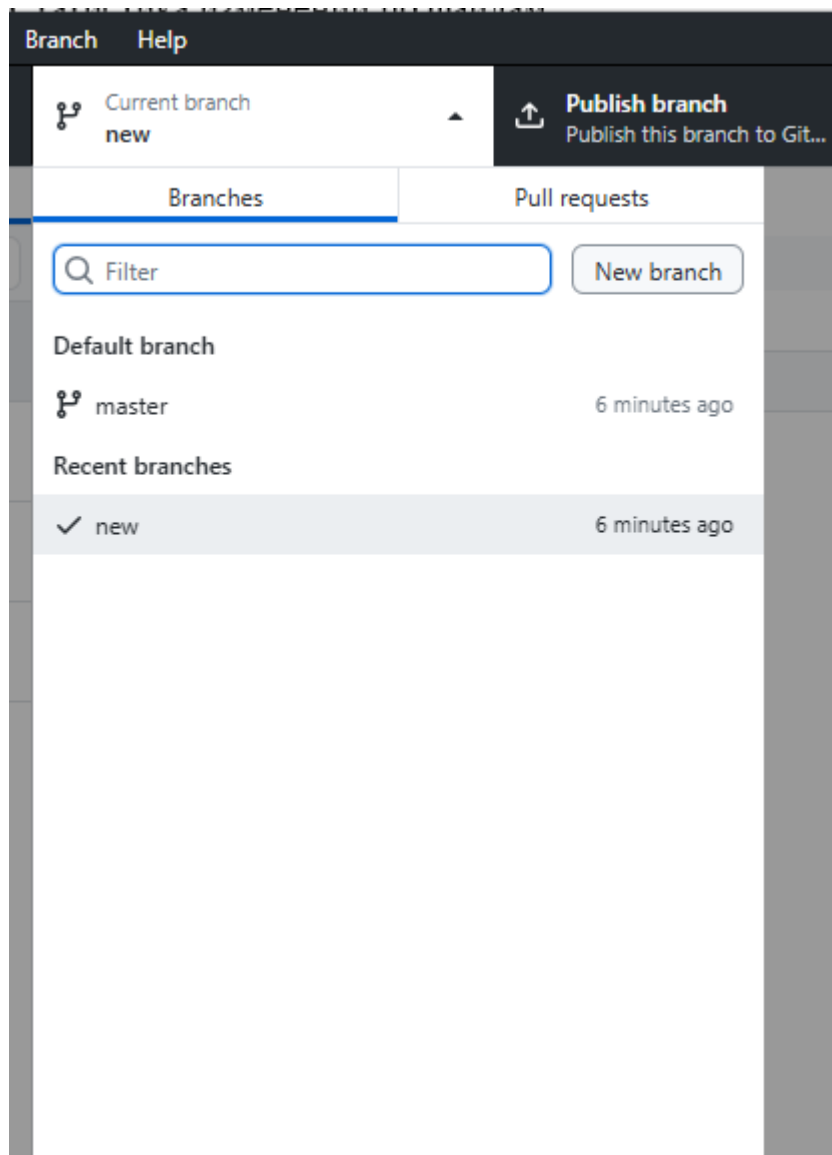 Branch Help
Current branch
new
Publish branch
Publish this branch to Git...
Branches Pull requests
Filter New branch
Default branch
master 6 minutes ago
Recent branches
new 6 minutes ago